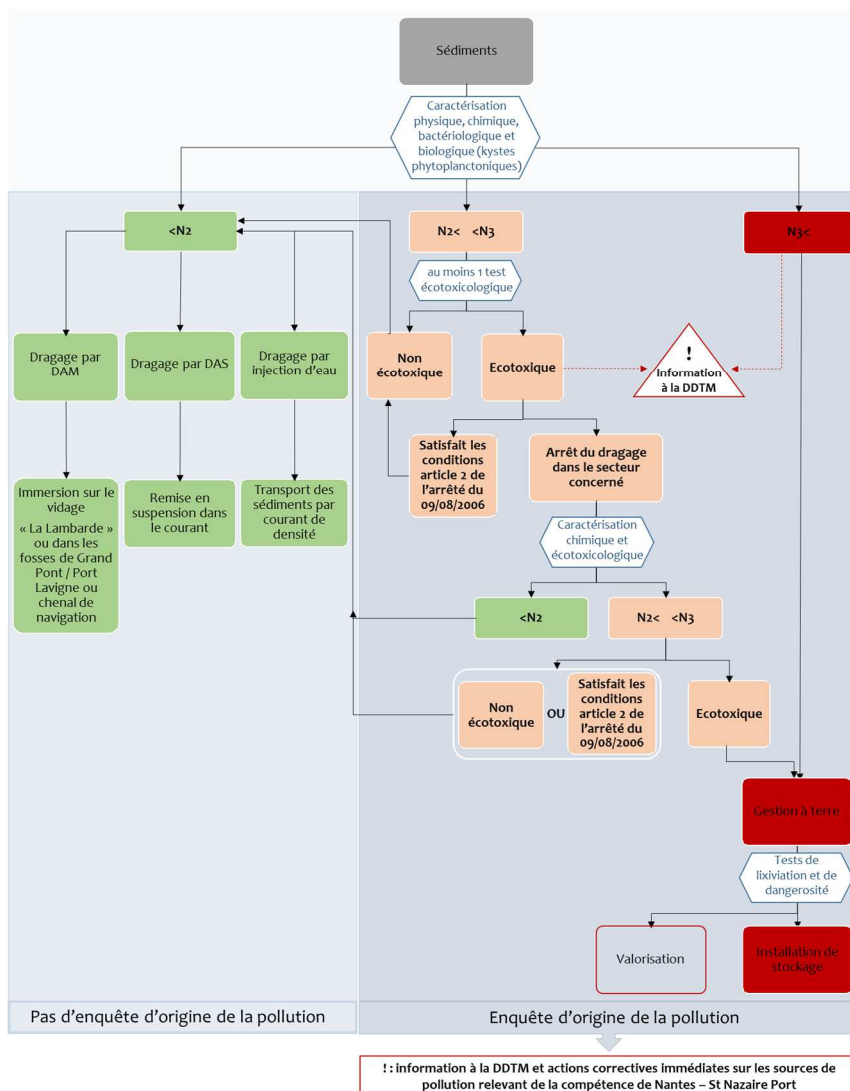 Sédiments
Caractérisation
physique, chimique,
bactériologique et
biologique (kystes
phytoplanctoniques)
<N2
N2<   <N3
N3<
au moins 1 test
écotoxicologique
Dragage par
DAM
Dragage par DAS
Dragage par
injection d'eau
Non
écotoxique
Ecotoxique
!
Information
à la DDTM
Satisfait les
conditions
article 2 de
l'arrêté du
09/08/2006
Arrêt du dragage
dans le secteur
concerné
Immersion sur le
vidage
« La Lambarde »
ou dans les
fosses de Grand
Pont / Port
Lavigne ou
chenal de
navigation
Remise en
suspension dans
le courant
Transport des
sédiments par
courant de
densité
Caractérisation
chimique et
écotoxicologique
<N2
N2<   <N3
Non
écotoxique
OU
Satisfait les
conditions
article 2 de
l'arrêté du
09/08/2006
Ecotoxique
Gestion à terre
Tests de
lixiviation et de
dangerosité
Valorisation
Installation de
stockage
Pas d'enquête d'origine de la pollution
Enquête d'origine de la pollution
! : information à la DDTM et actions correctives immédiates sur les sources de
pollution relevant de la compétence de Nantes – St Nazaire Port